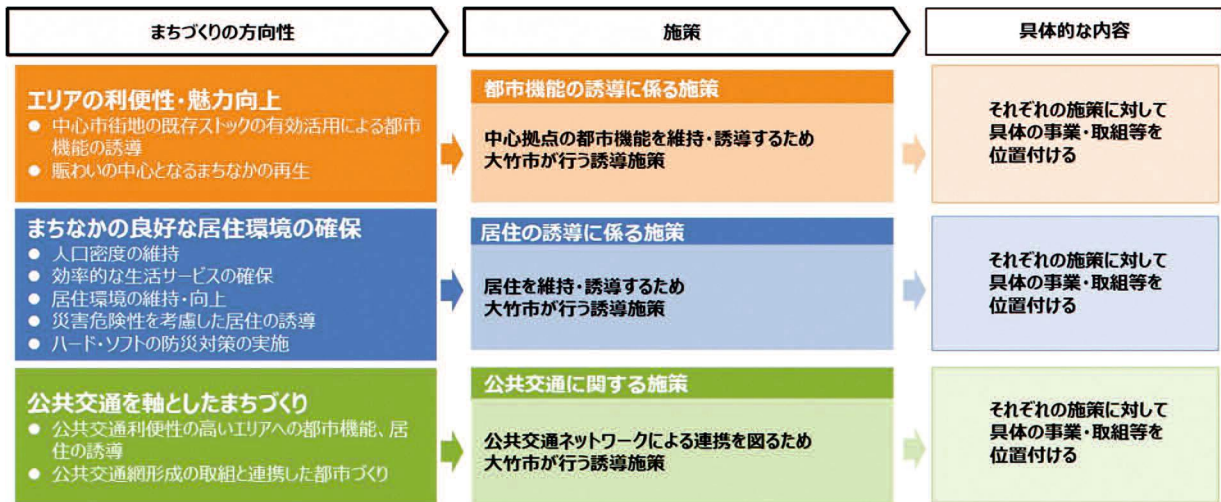 まちづくりの方向性
施策
具体的な内容
エリアの利便性・魅力向上
● 中心市街地の既存ストックの有効活用による都市
機能の誘導
● 賑わいの中心となるまちなかの再生
都市機能の誘導に係る施策
中心拠点の都市機能を維持・誘導するため
大竹市が行う誘導施策
それぞれの施策に対して
具体の事業・取組等を
位置付ける
まちなかの良好な居住環境の確保
● 人口密度の維持
● 効率的な生活サービスの確保
● 居住環境の維持・向上
● 災害危険性を考慮した居住の誘導
● ハード・ソフトの防災対策の実施
居住の誘導に係る施策
居住を維持・誘導するため
大竹市が行う誘導施策
それぞれの施策に対して
具体の事業・取組等を
位置付ける
公共交通を軸としたまちづくり
● 公共交通利便性の高いエリアへの都市機能、居
住の誘導
● 公共交通網形成の取組と連携した都市づくり
公共交通に関する施策
公共交通ネットワークによる連携を図るため
大竹市が行う誘導施策
それぞれの施策に対して
具体の事業・取組等を
位置付ける